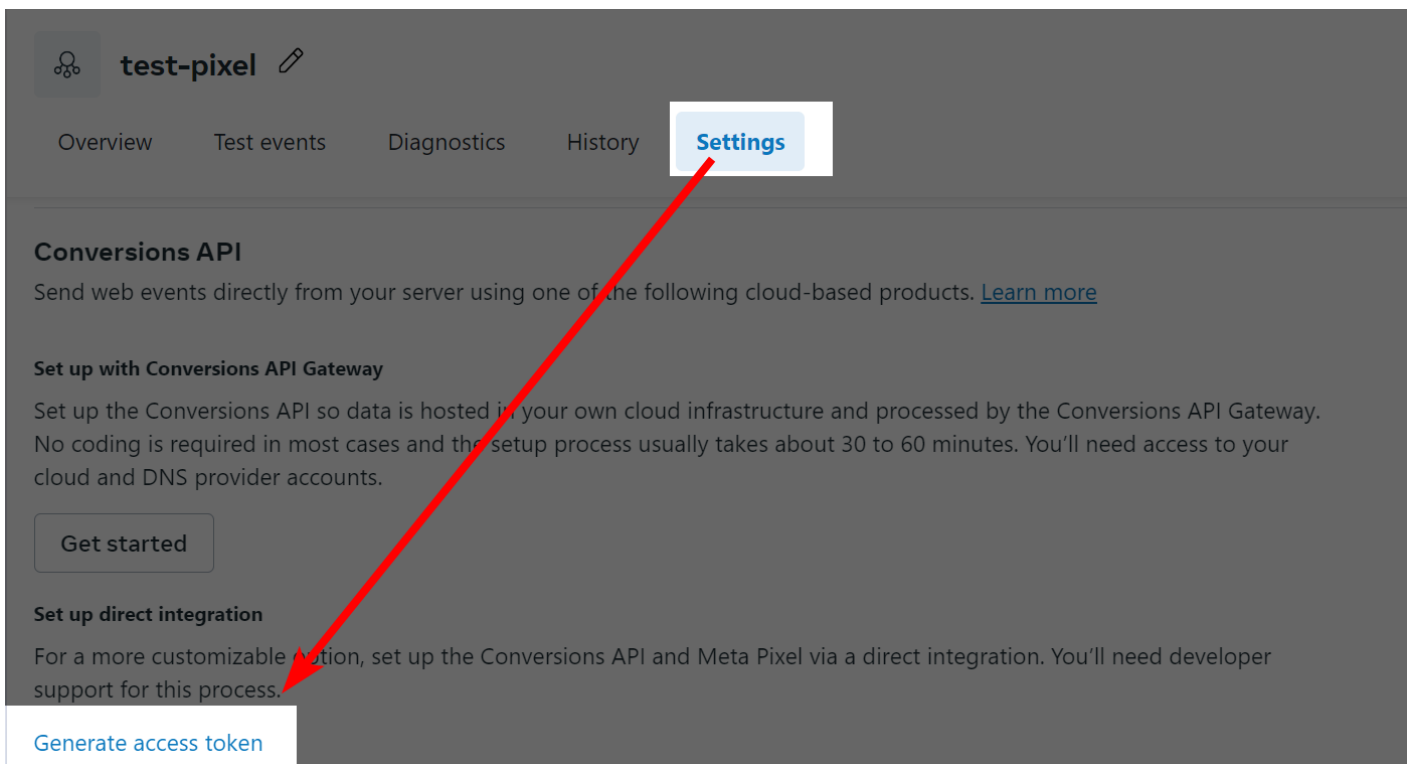 test-pixel
Overview Test events Diagnostics History Settings
Conversions API
Send web events directly from your server using one of the following cloud-based products. Learn more
Set up with Conversions API Gateway
Set up the Conversions API so data is hosted in your own cloud infrastructure and processed by the Conversions API Gateway.
No coding is required in most cases and the setup process usually takes about 30 to 60 minutes. You'll need access to your
cloud and DNS provider accounts.
Get started
Set up direct integration
For a more customizable option, set up the Conversions API and Meta Pixel via a direct integration. You'll need developer
support for this process.
Generate access token